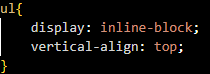 ul{
display: inline-block;
vertical-align: top;
}